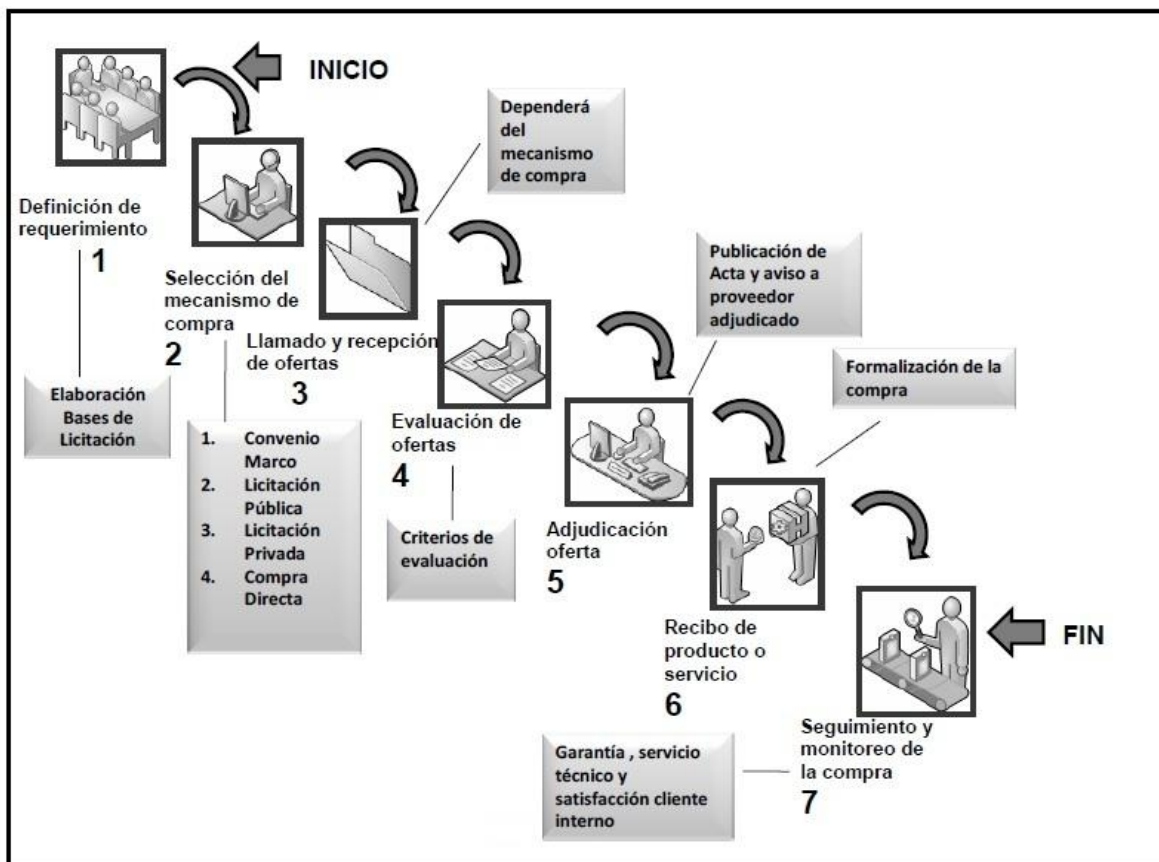 INICIO
Definición de
requerimiento
1
Elaboración
Bases de
Licitación
Selección del
mecanismo de
compra
2
1. Convenio
Marco
2. Licitación
Pública
3. Licitación
Privada
4. Compra
Directa
Dependerá
del
mecanismo
de compra
Llamado y recepción
de ofertas
3
Evaluación de
ofertas
4
Criterios de
evaluación
Publicación de
Acta y aviso a
proveedor
adjudicado
Adjudicación
oferta
5
Formalización de la
compra
Recibo de
producto o
servicio
6
FIN
Seguimiento y
monitoreo de
la compra
7
Garantía , servicio
técnico y
satisfacción cliente
interno